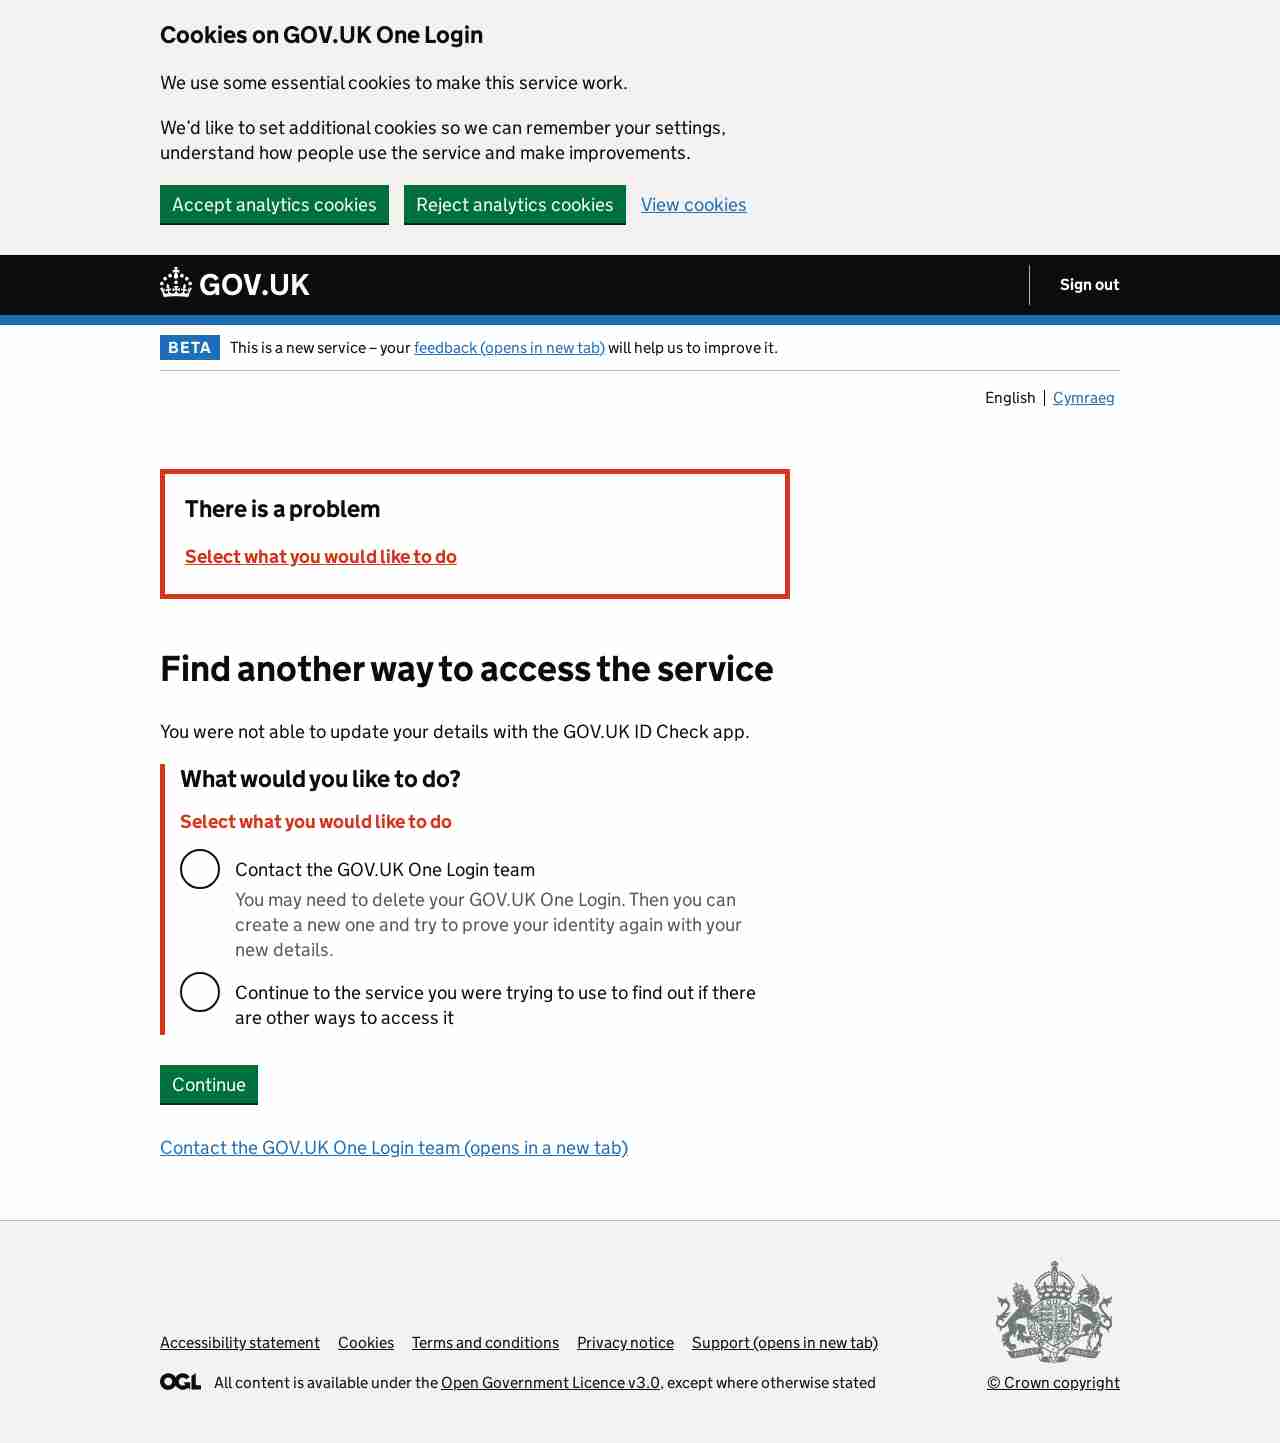 Cookies on GOV.UK One Login
We use some essential cookies to make this service work.
We’d like to set additional cookies so we can remember your settings,
understand how people use the service and make improvements.
Accept analytics cookies Reject analytics cookies View cookies
GOV.UK Sign out
BETA This is a new service – your feedback (opens in new tab) will help us to improve it.
English Cymraeg
There is a problem
Select what you would like to do
Find another way to access the service
You were not able to update your details with the GOV.UK ID Check app.
What would you like to do?
Select what you would like to do
Contact the GOV.UK One Login team
You may need to delete your GOV.UK One Login. Then you can
create a new one and try to prove your identity again with your
new details.
Continue to the service you were trying to use to find out if there
are other ways to access it
Continue
Contact the GOV.UK One Login team (opens in a new tab)
Accessibility statement Cookies Terms and conditions Privacy notice Support (opens in new tab)
OGL All content is available under the Open Government Licence v3.0, except where otherwise stated © Crown copyright